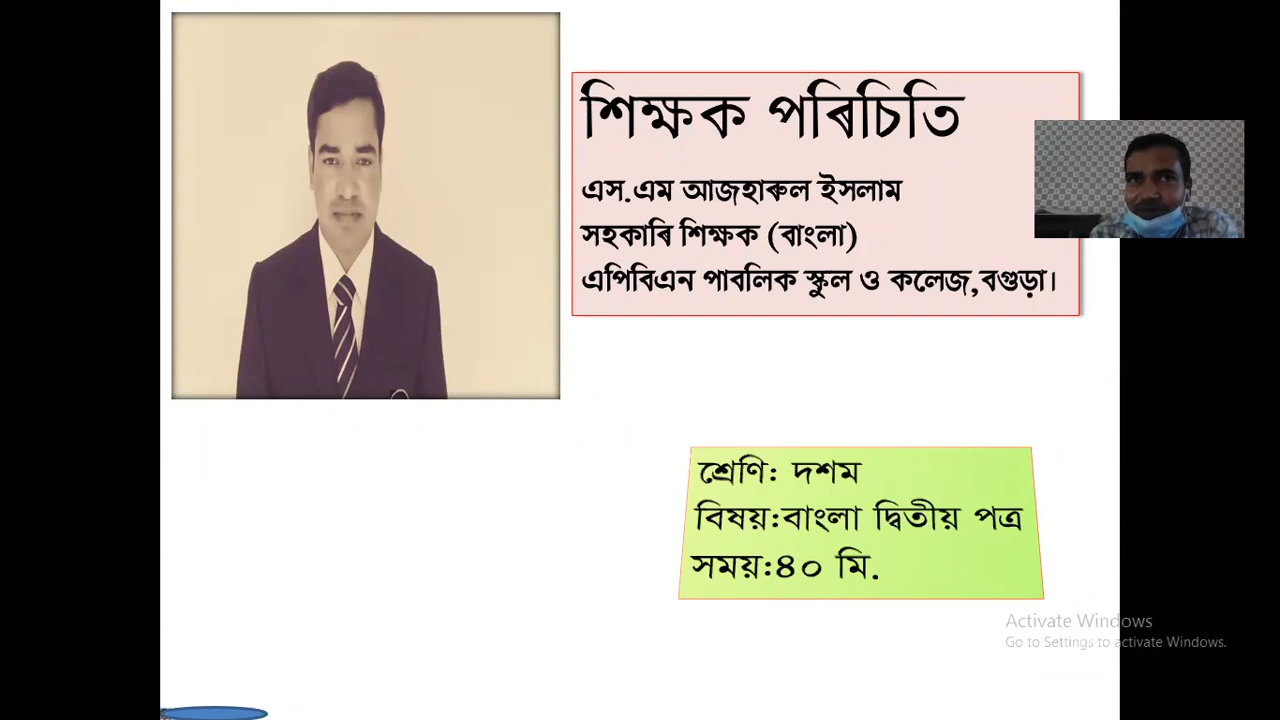 শিক্ষক পৰিচিতি
এস.এম আজহাৰুল ইসলাম
সহকাৰি শিক্ষক (বাংলা)
এপিবিএন পাবলিক স্কুল ও কলেজ,বগুড়া।
শ্রেণি: দশম
বিষয়:বাংলা দ্বিতীয় পত্র
সময়:৪০ মি.
Activate Windows
Go to Settings to activate Windows.